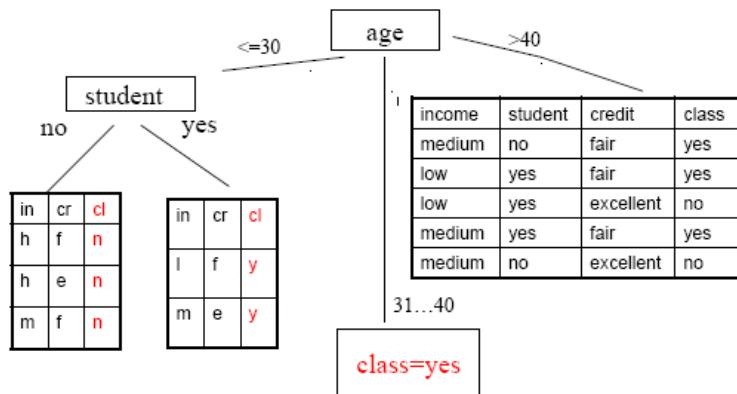 age
<=30
>40
student
no
yes
income student credit class
medium no fair yes
low yes fair yes
low yes excellent no
medium yes fair yes
medium no excellent no
in cr cl
h f n
h e n
m f n
in cr cl
l f y
m e y
31...40
class=yes